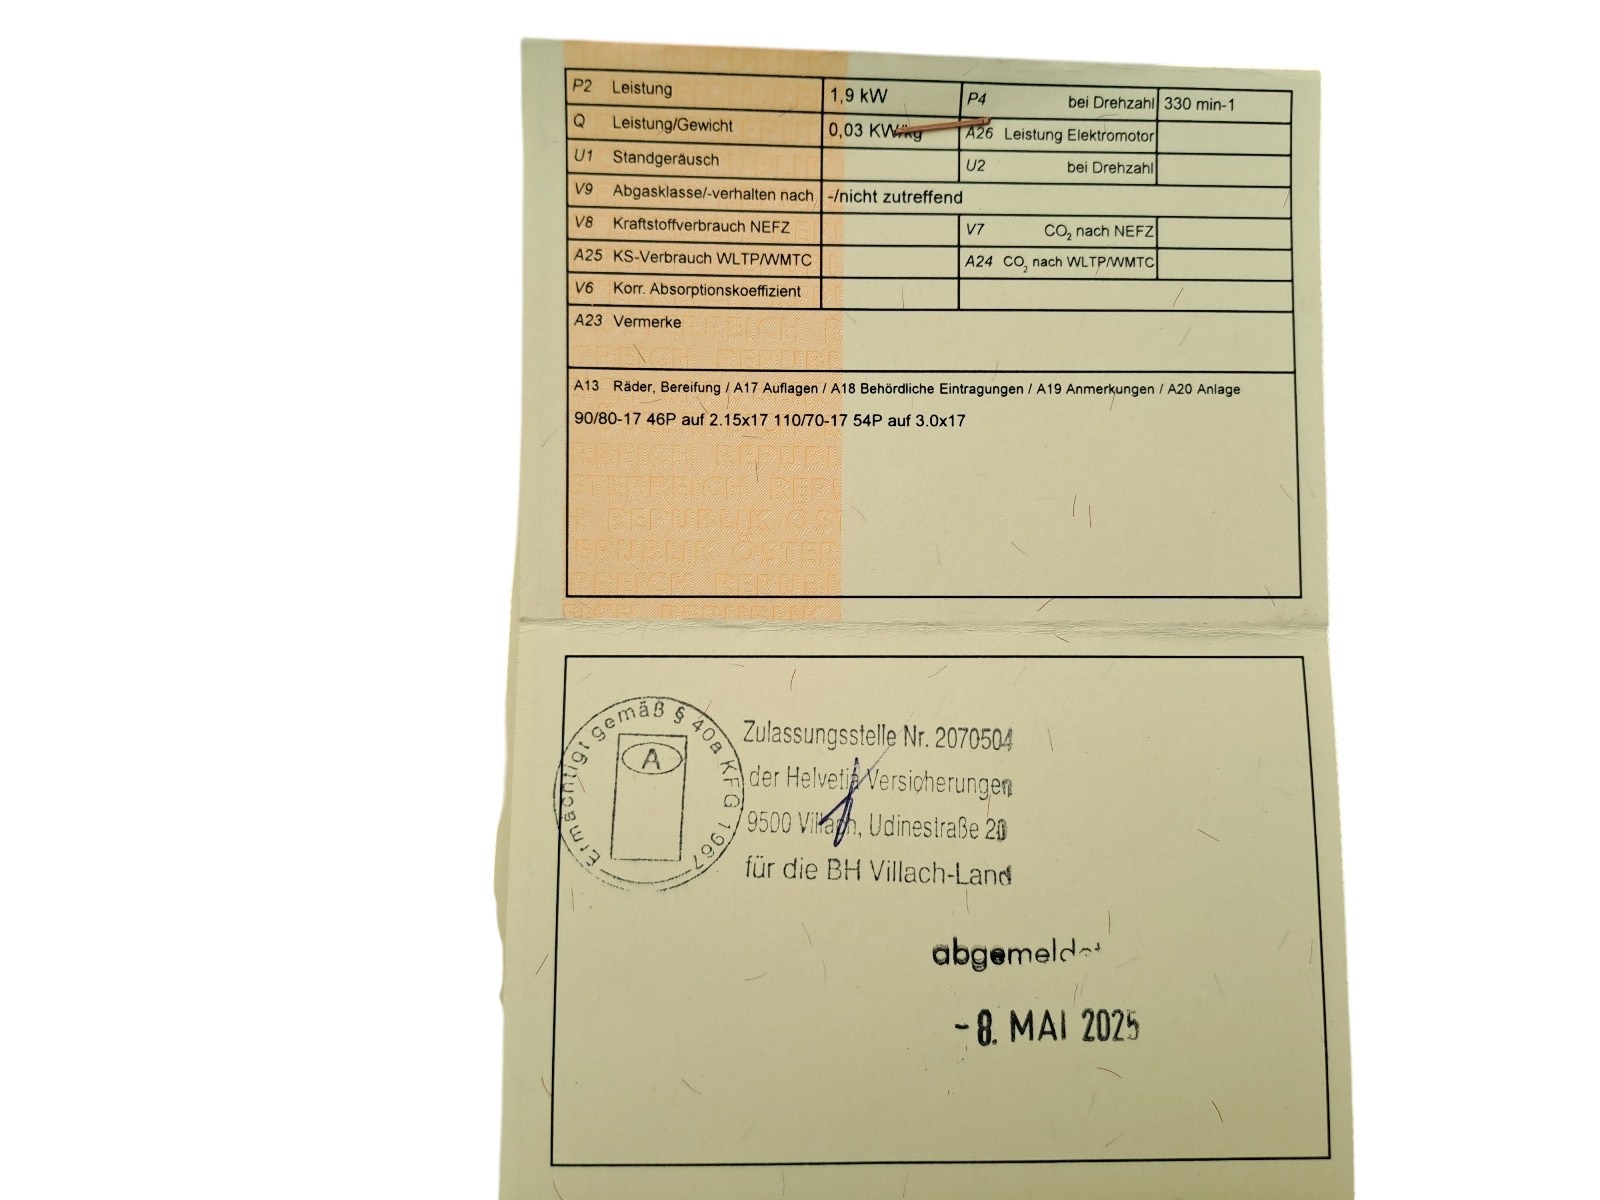 P2 Leistung 1,9 kW P4 bei Drehzahl 330 min-1
Q Leistung/Gewicht 0,03 KW/kg A26 Leistung Elektromotor
U1 Standgeräusch U2 bei Drehzahl
V9 Abgasklasse/-verhalten nach -/nicht zutreffend
V8 Kraftstoffverbrauch NEFZ V7 CO2 nach NEFZ
A25 KS-Verbrauch WLTP/WMTC A24 CO2 nach WLTP/WMTC
V6 Korr. Absorptionskoeffizient
A23 Vermerke
A13 Räder, Bereifung / A17 Auflagen / A18 Behördliche Eintragungen / A19 Anmerkungen / A20 Anlage
90/80-17 46P auf 2.15x17 110/70-17 54P auf 3.0x17
Ermächtigt gemäß § 40a KFG 1967
A
Zulassungsstelle Nr. 2070504
der Helvetia Versicherungen
9500 Villach, Udinestraße 20
für die BH Villach-Land
abgemeldet
-8. MAI 2025